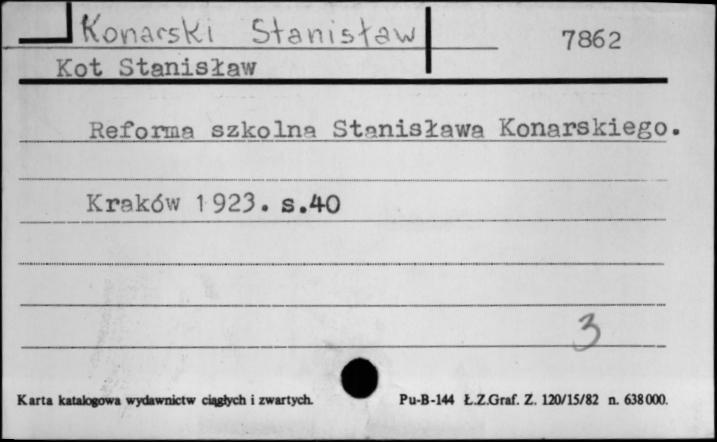 Konarski Stanisław
7862
Kot Stanisław
Reforma szkolna Stanisława Konarskiego.
Kraków 1923. s.40
3
Karta katalogowa wydawnictw ciągłych i zwartych.
Pu-B-144 Ł.Z.Graf. Z. 120/15/82 n. 638000.